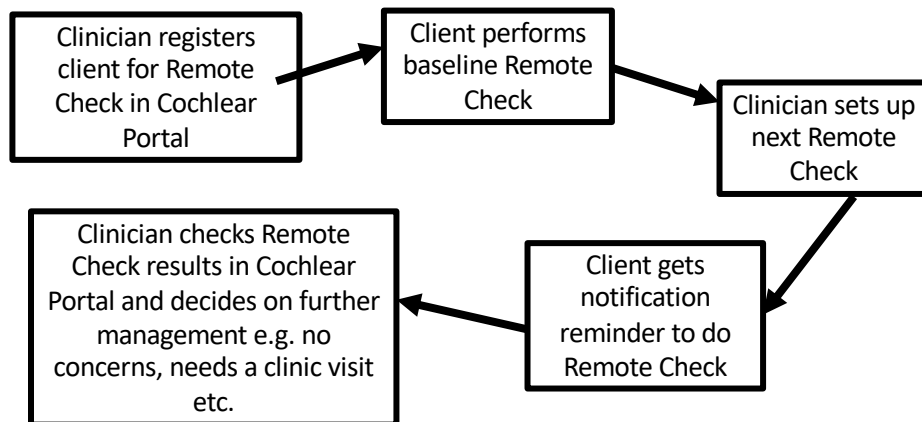 Clinician registers
client for Remote
Check in Cochlear
Portal
Client performs
baseline Remote
Check
Clinician sets up
next Remote
Check
Client gets
notification
reminder to do
Remote Check
Clinician checks Remote
Check results in Cochlear
Portal and decides on further
management e.g. no
concerns, needs a clinic visit
etc.